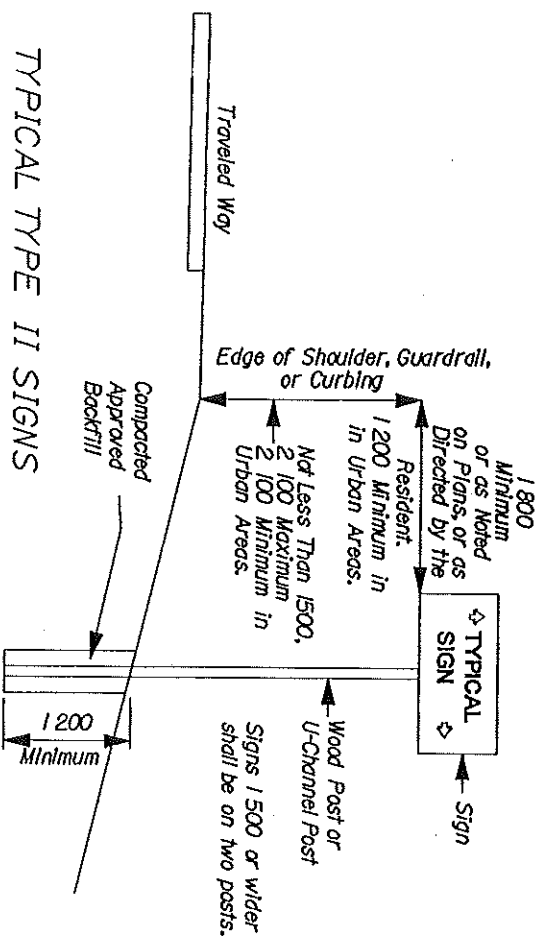 1 800
Minimum
or as Noted
on Plans, or as
Directed by the
Resident.
1 200 Minimum in
in Urban Areas.
⇦ TYPICAL
SIGN ⇨
Sign
Edge of Shoulder, Guardrail,
or Curbing
Not Less Than 1500,
2 100 Maximum
2 100 Minimum in
Urban Areas.
Wood Post or
U-Channel Post
Signs 1 500 or wider
shall be on two posts.
Traveled Way
Compacted
Approved
Backfill
1 200
Minimum
TYPICAL TYPE II SIGNS